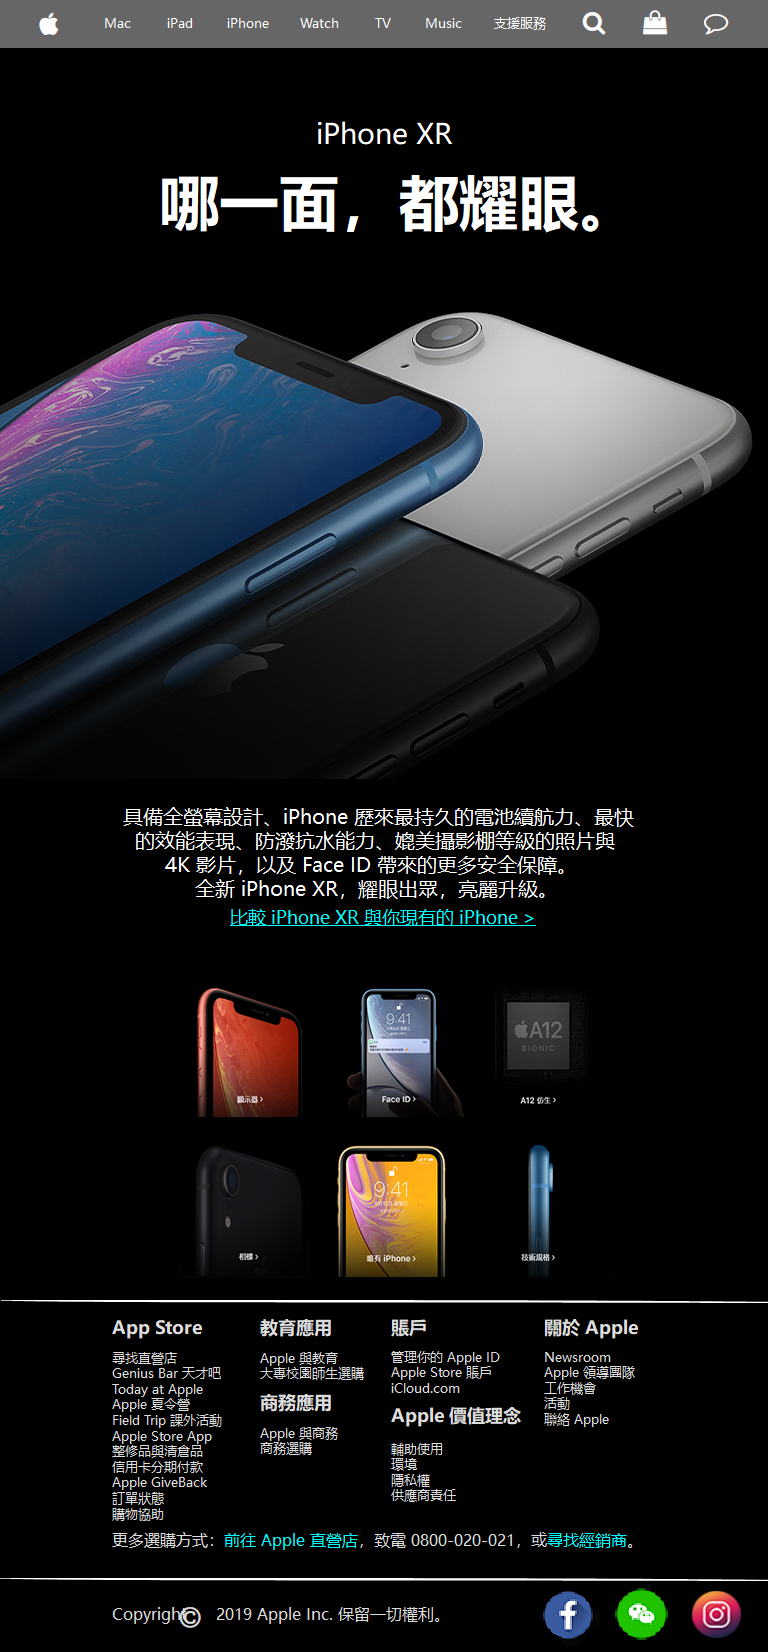 Mac iPad iPhone Watch TV Music 支援服務
iPhone XR
哪一面，都耀眼。
具備全螢幕設計、iPhone 歷來最持久的電池續航力、最快
的效能表現、防潑抗水能力、媲美攝影棚等級的照片與
4K 影片，以及 Face ID 帶來的更多安全保障。
全新 iPhone XR，耀眼出眾，亮麗升級。
比較 iPhone XR 與你現有的 iPhone >
9:41
A12
BIONIC
顯示器 ›
Face ID ›
A12 仿生 ›
9:41
相機 ›
唯有 iPhone ›
技術規格 ›
App Store
尋找直營店
Genius Bar 天才吧
Today at Apple
Apple 夏令營
Field Trip 課外活動
Apple Store App
整修品與清倉品
信用卡分期付款
Apple GiveBack
訂單狀態
購物協助
教育應用
Apple 與教育
大專校園師生選購
商務應用
Apple 與商務
商務選購
賬戶
管理你的 Apple ID
Apple Store 賬戶
iCloud.com
Apple 價值理念
輔助使用
環境
隱私權
供應商責任
關於 Apple
Newsroom
Apple 領導團隊
工作機會
活動
聯絡 Apple
更多選購方式：前往 Apple 直營店，致電 0800-020-021，或尋找經銷商。
Copyright© 2019 Apple Inc. 保留一切權利。